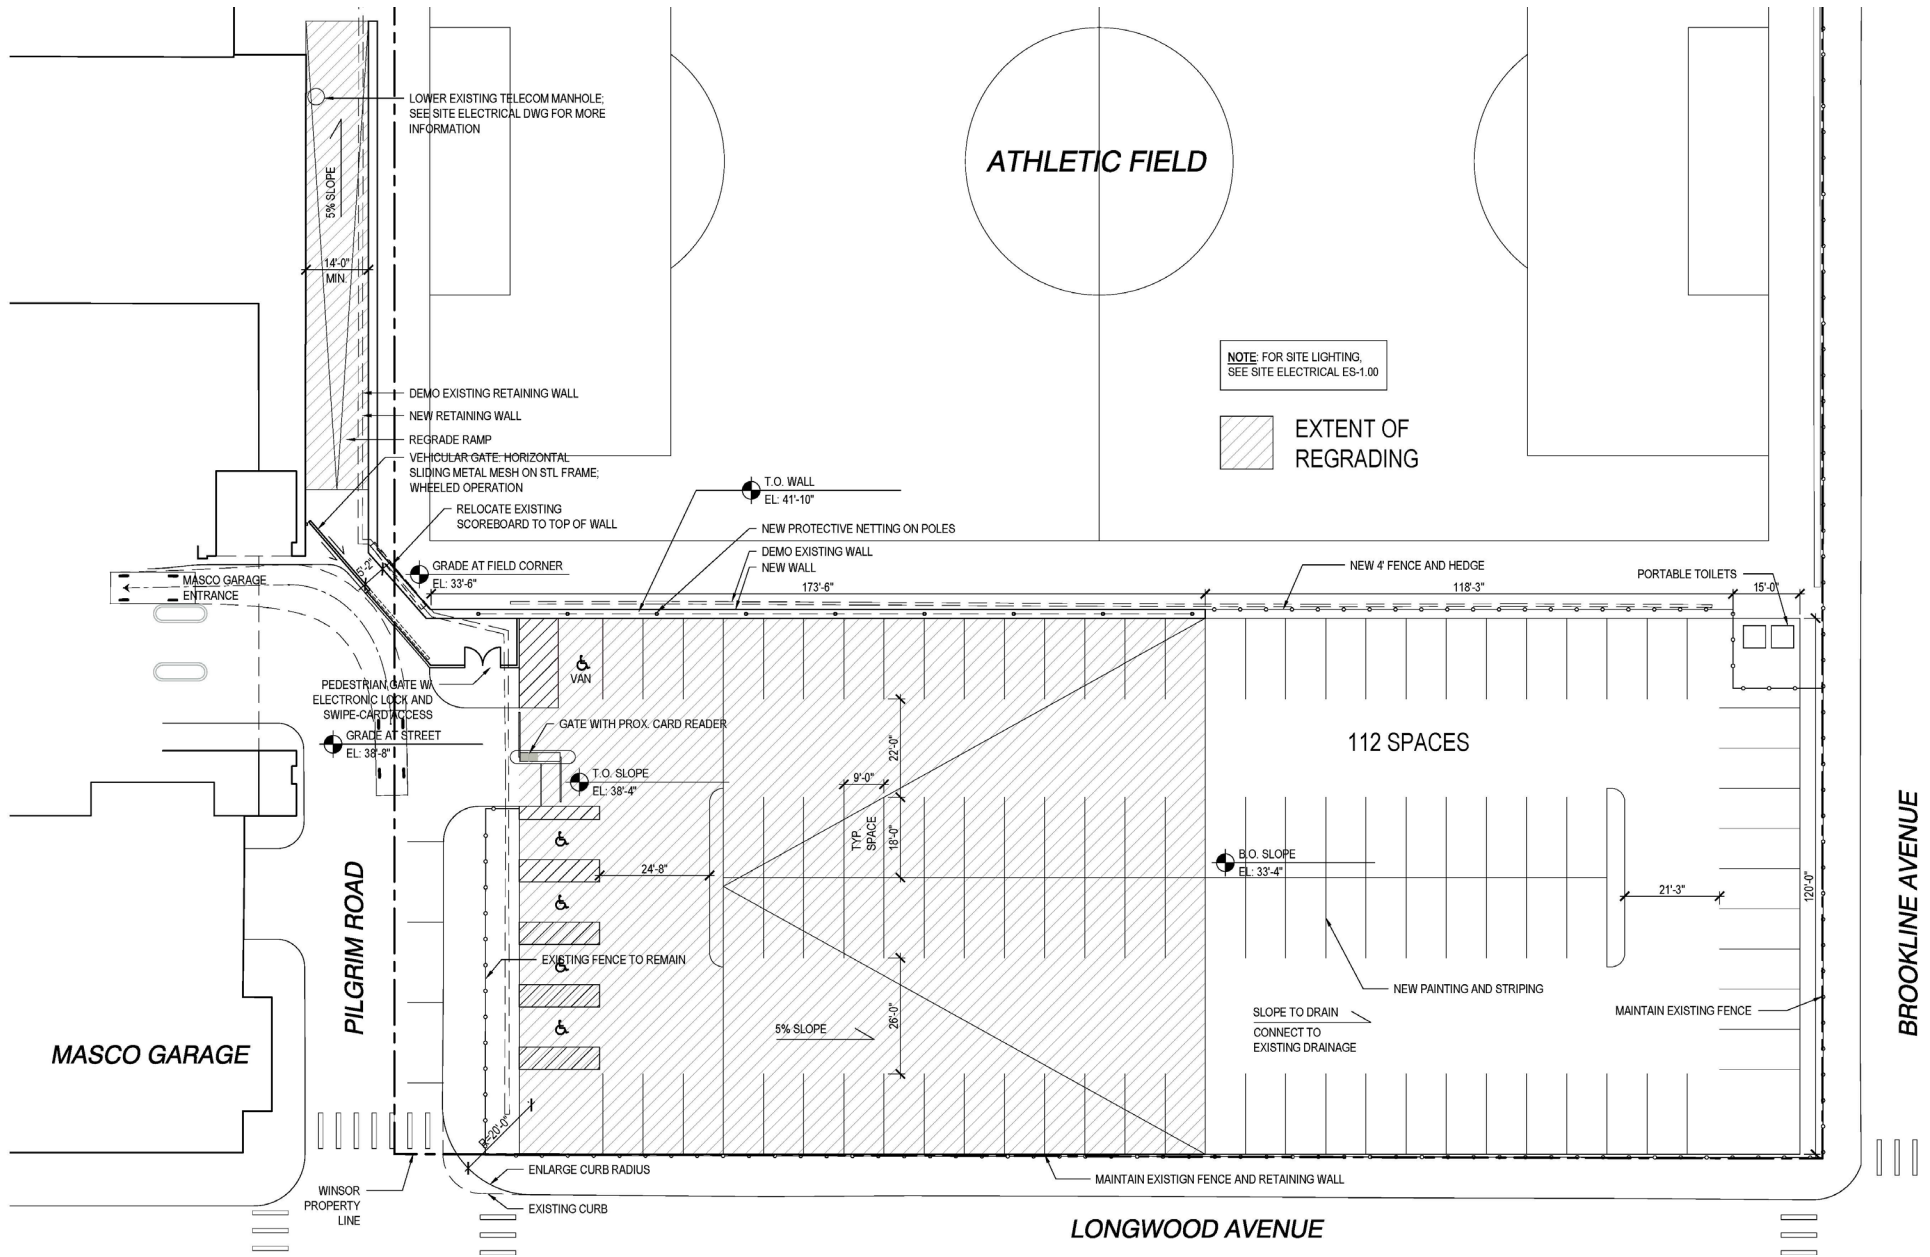 LOWER EXISTING TELECOM MANHOLE;
SEE SITE ELECTRICAL DWG FOR MORE
INFORMATION
5% SLOPE
14'-0"
MIN.
ATHLETIC FIELD
NOTE: FOR SITE LIGHTING,
SEE SITE ELECTRICAL ES-1.00
EXTENT OF
REGRADING
DEMO EXISTING RETAINING WALL
NEW RETAINING WALL
REGRADE RAMP
VEHICULAR GATE: HORIZONTAL
SLIDING METAL MESH ON STL FRAME;
WHEELED OPERATION
RELOCATE EXISTING
SCOREBOARD TO TOP OF WALL
T.O. WALL
EL: 41'-10"
NEW PROTECTIVE NETTING ON POLES
DEMO EXISTING WALL
NEW WALL
GRADE AT FIELD CORNER
EL: 33'-6"
5'-2"
173'-6"
NEW 4' FENCE AND HEDGE
118'-3"
PORTABLE TOILETS
15'-0"
MASCO GARAGE
ENTRANCE
VAN
PEDESTRIAN GATE W/
ELECTRONIC LOCK AND
SWIPE-CARD ACCESS
GATE WITH PROX. CARD READER
GRADE AT STREET
EL: 38'-8"
T.O. SLOPE
EL: 38'-4"
22'-0"
9'-0"
TYP.
SPACE
18'-0"
112 SPACES
24'-8"
B.O. SLOPE
EL: 33'-4"
21'-3"
120'-0"
BROOKLINE AVENUE
PILGRIM ROAD
EXISTING FENCE TO REMAIN
26'-0"
5% SLOPE
NEW PAINTING AND STRIPING
SLOPE TO DRAIN
CONNECT TO
EXISTING DRAINAGE
MAINTAIN EXISTING FENCE
MASCO GARAGE
R=20'-0"
WINSOR
PROPERTY
LINE
ENLARGE CURB RADIUS
EXISTING CURB
MAINTAIN EXISTIGN FENCE AND RETAINING WALL
LONGWOOD AVENUE